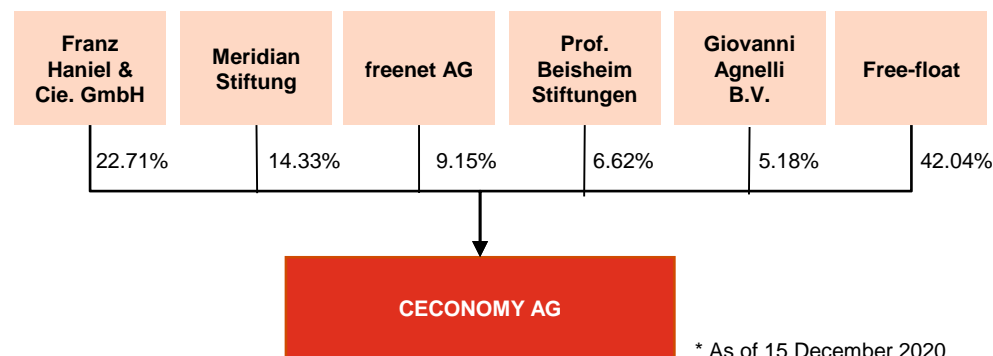 Franz
Haniel &
Cie. GmbH
Meridian
Stiftung
freenet AG
Prof.
Beisheim
Stiftungen
Giovanni
Agnelli
B.V.
Free-float
22.71%
14.33%
9.15%
6.62%
5.18%
42.04%
CECONOMY AG
* As of 15 December 2020